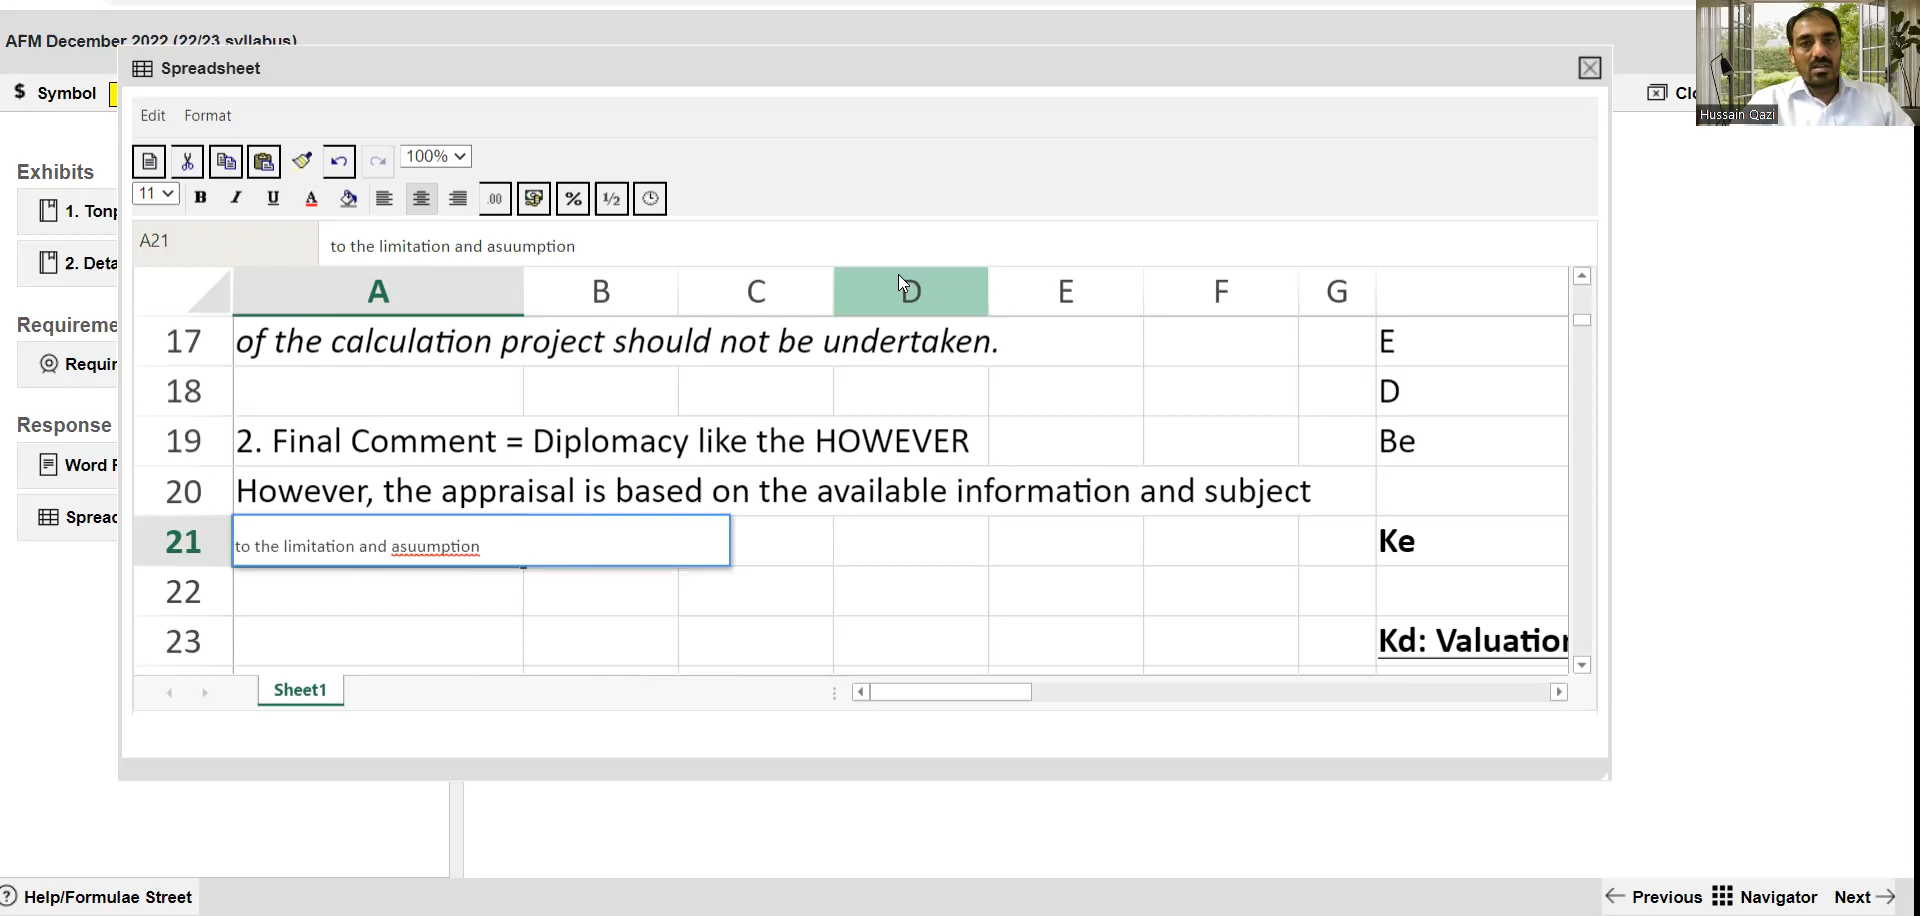 AFM December 2022 (22/23 syllabus)
Spreadsheet
$ Symbol
Edit Format
Hussain Qazi
100%
11 B I U A .00 % 1/2
Exhibits
1. Tonp
2. Deta
A21 to the limitation and asuumption
A B C D E F G
17 of the calculation project should not be undertaken. E
18 D
19 2. Final Comment = Diplomacy like the HOWEVER Be
20 However, the appraisal is based on the available information and subject
21 to the limitation and asuumption Ke
22
23 Kd: Valuation
Requireme
Requir
Response
Word F
Spread
Sheet1
Help/Formulae Street
Previous Navigator Next